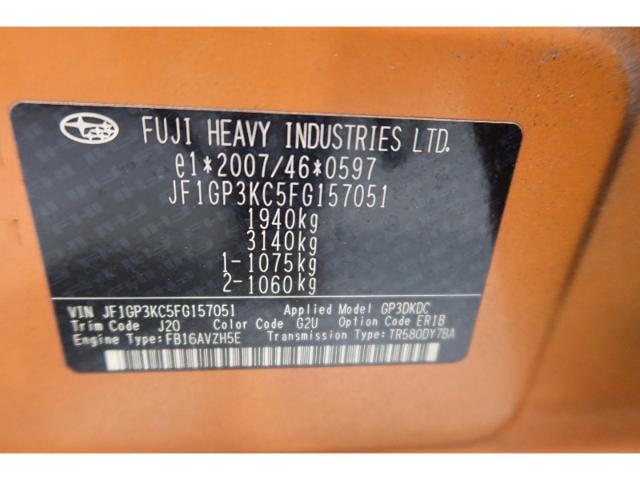 FUJI HEAVY INDUSTRIES LTD.
e1*2007/46*0597
JF1GP3KC5FG157051
1940kg
3140kg
1-1075kg
2-1060kg
VIN JF1GP3KC5FG157051 Applied Model GP3DKDC
Trim Code J20 Color Code G2U Option Code ER1B
Engine Type:FB16AVZH5E Transmission Type:TR580DY7BA